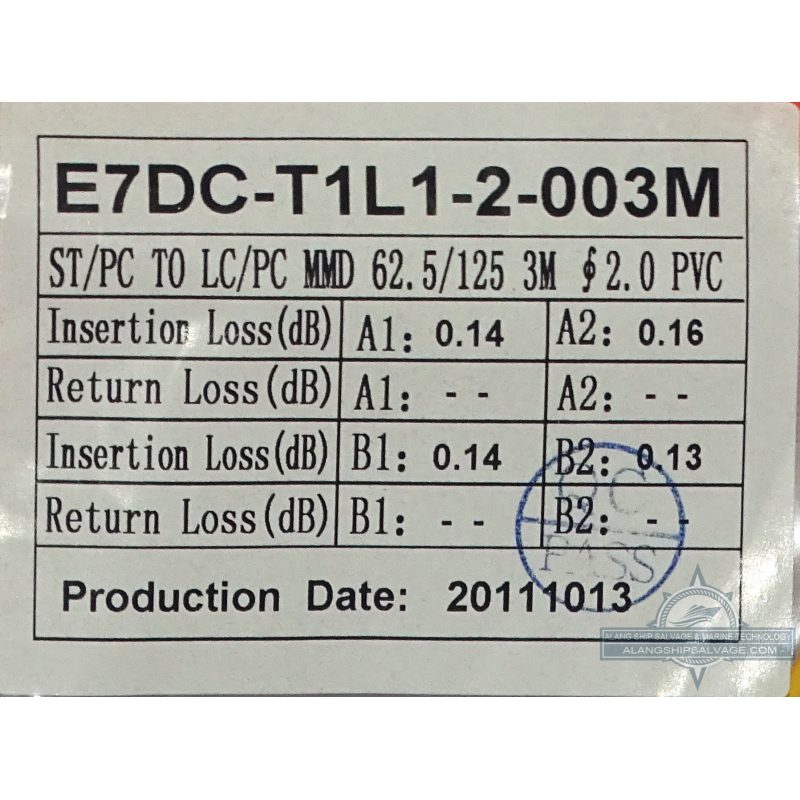 E7DC-T1L1-2-003M
ST/PC TO LC/PC MMD 62.5/125 3M ∮2.0 PVC
Insertion Loss(dB) A1: 0.14 A2: 0.16
Return Loss(dB) A1: - - A2: - -
Insertion Loss(dB) B1: 0.14 B2: 0.13
Return Loss(dB) B1: - - B2: - -
QC
PASS
Production Date: 20111013
ALANG SHIP SALVAGE & MARINE TECHNOLOGY
ALANGSHIPSALVAGE.COM